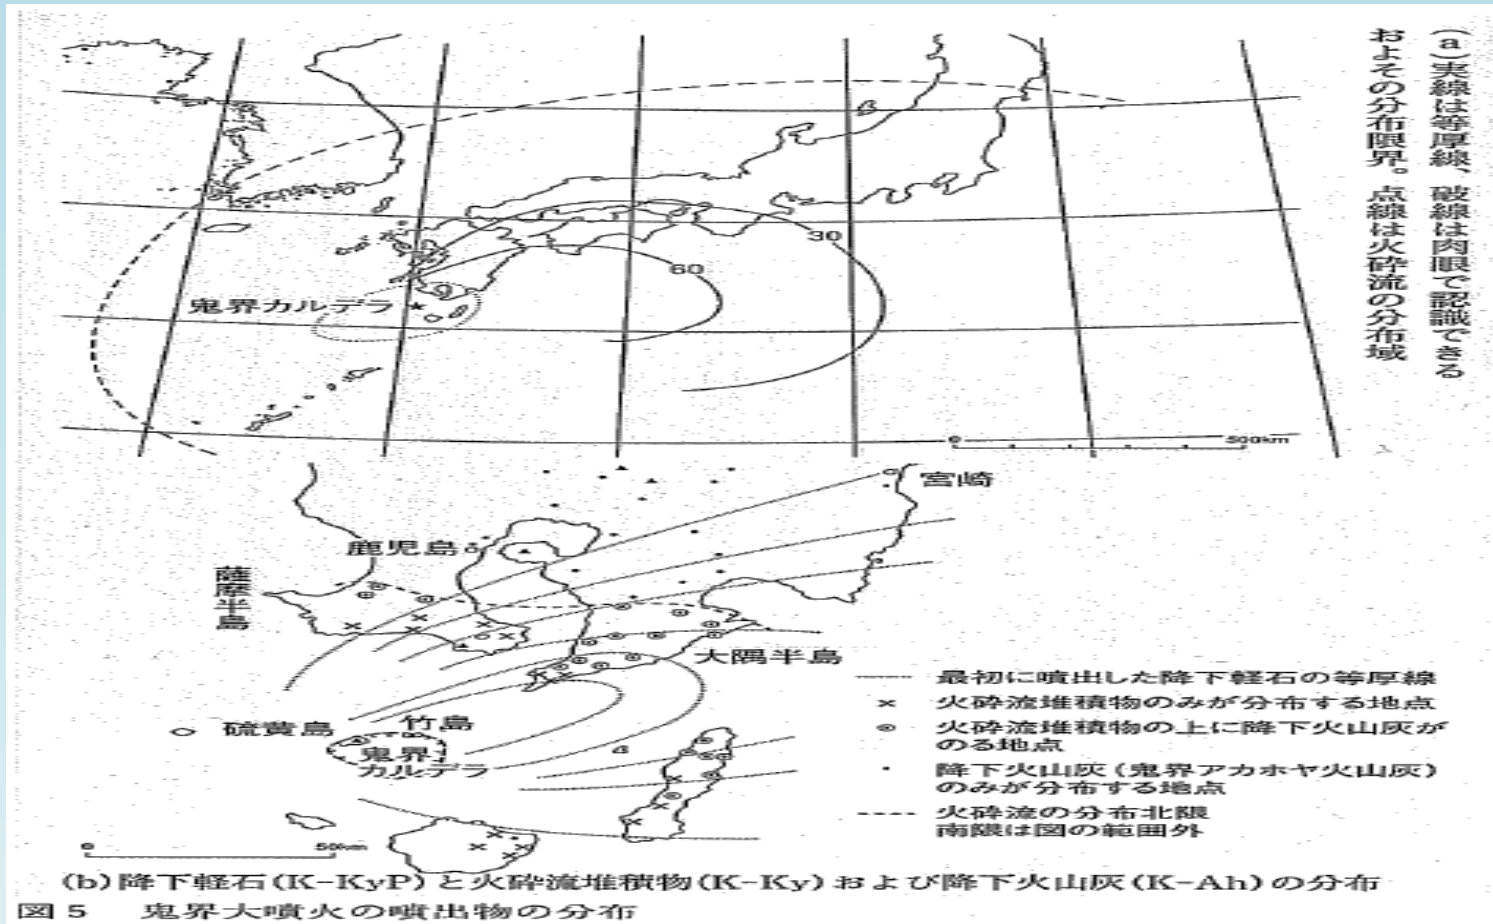 (a)実線は等厚線、破線は肉眼で認識できる
およその分布限界。点線は火砕流の分布域
30
60
鬼界カルデラ
0
500km
宮崎
鹿児島
薩摩半島
大隅半島
最初に噴出した降下軽石の等厚線
火砕流堆積物のみが分布する地点
硫黄島
竹島
火砕流堆積物の上に降下火山灰が
のる地点
鬼界
カルデラ
4
降下火山灰(鬼界アカホヤ火山灰)
のみが分布する地点
火砕流の分布北限
南限は図の範囲外
0
50km
(b)降下軽石(K-KyP)と火砕流堆積物(K-Ky)および降下火山灰(K-Ah)の分布
図5 鬼界大噴火の噴出物の分布